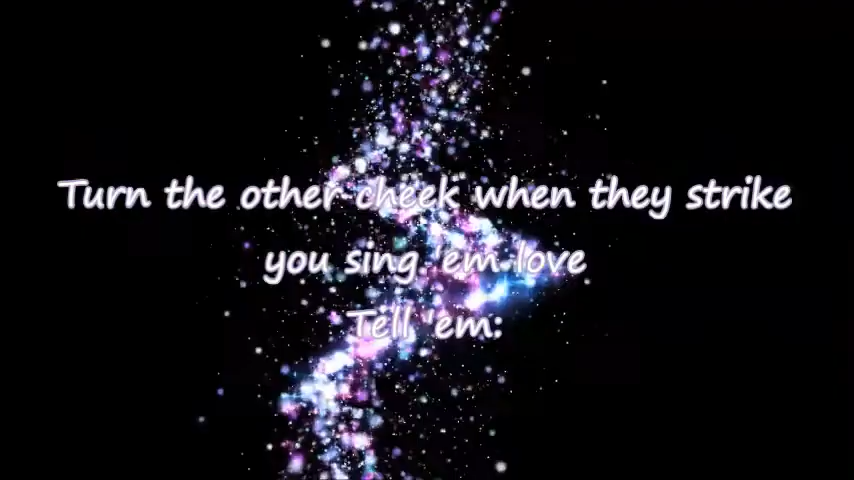 Turn the other cheek when they strike
you sing 'em love
Tell 'em: